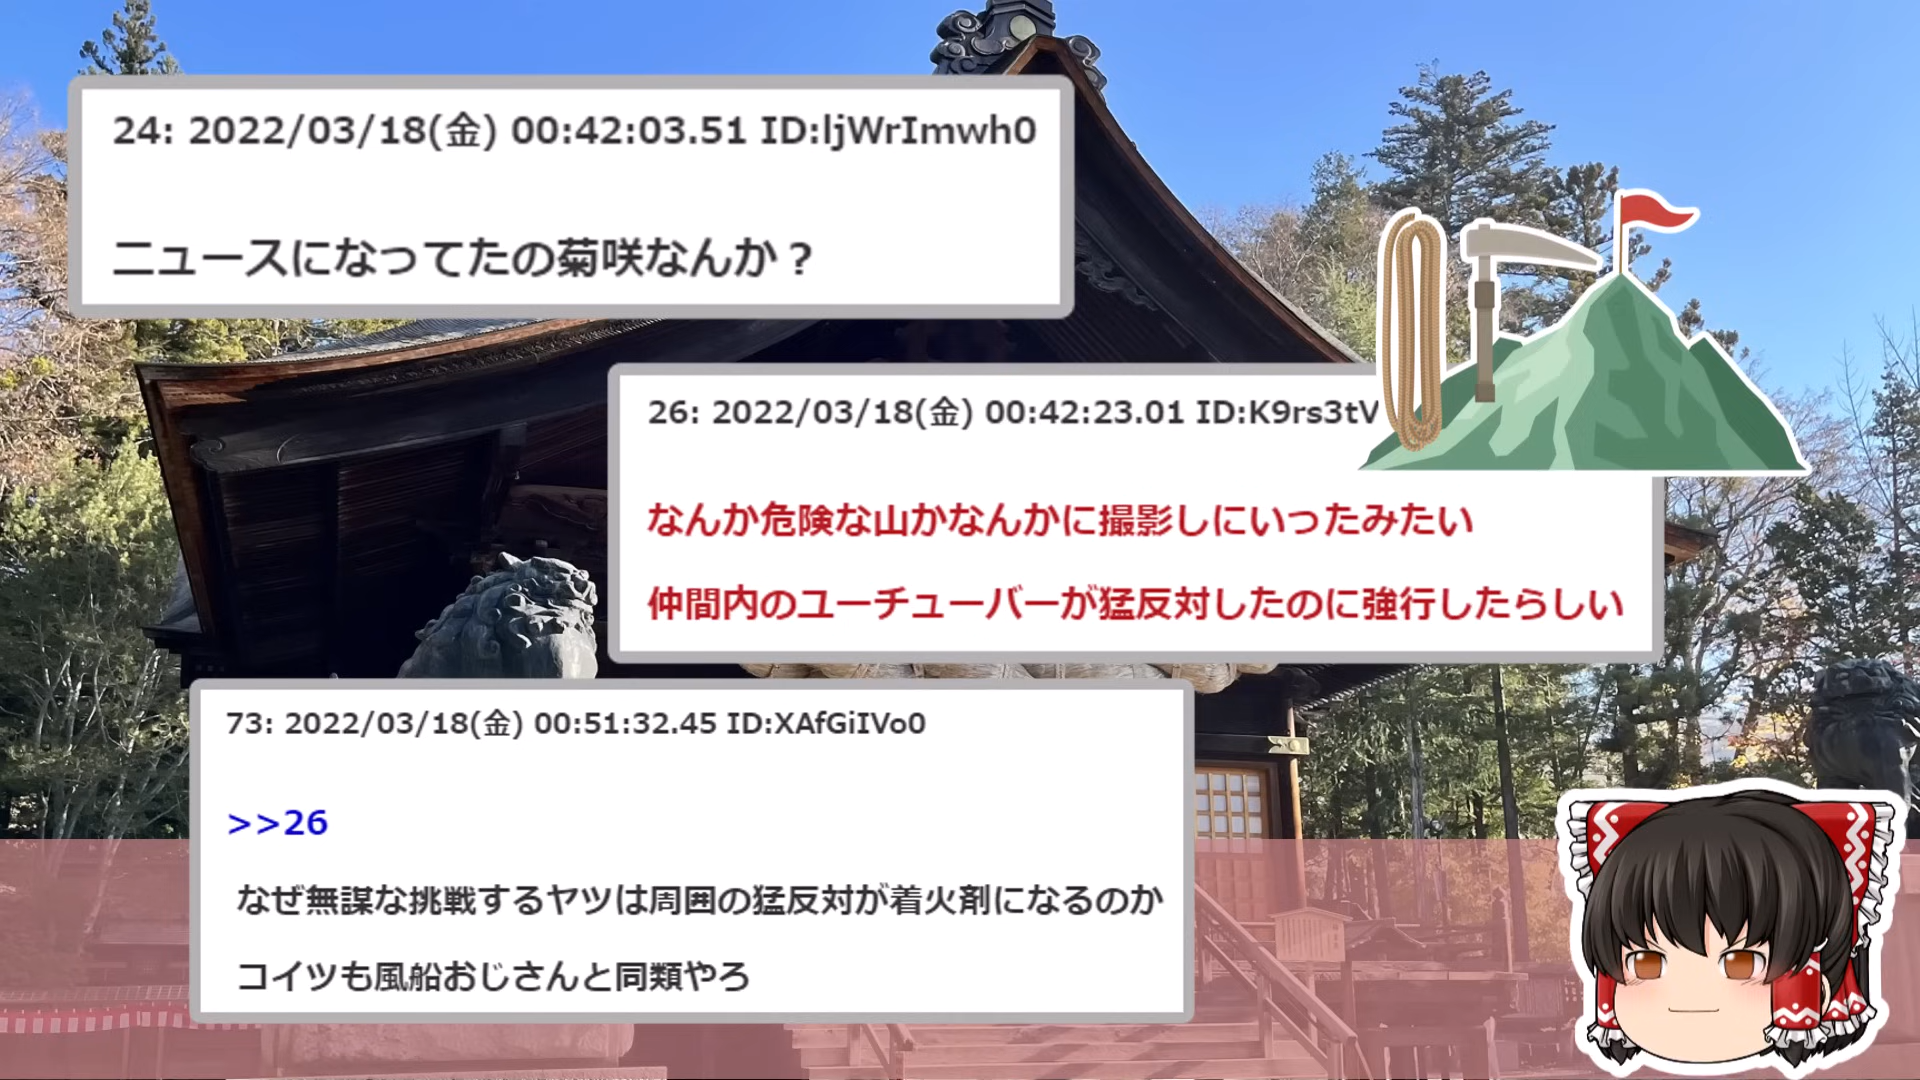 24: 2022/03/18(金) 00:42:03.51 ID:ljWrImwh0
ニュースになってたの菊咲なんか？
26: 2022/03/18(金) 00:42:23.01 ID:K9rs3tV
なんか危険な山かなんかに撮影しにいったみたい
仲間内のユーチューバーが猛反対したのに強行したらしい
73: 2022/03/18(金) 00:51:32.45 ID:XAfGiIVo0
>>26
なぜ無謀な挑戦するヤツは周囲の猛反対が着火剤になるのか
コイツも風船おじさんと同類やろ